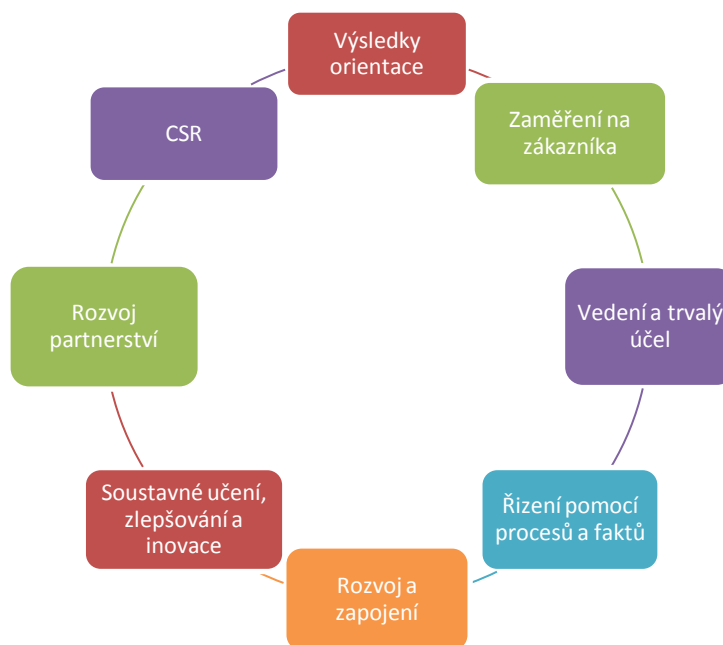 Výsledky
orientace
Zaměření na
zákazníka
Vedení a trvalý
účel
Řizení pomocí
procesů a faktů
Rozvoj a
zapojení
Soustavné učení,
zlepšování a
inovace
Rozvoj
partnerství
CSR